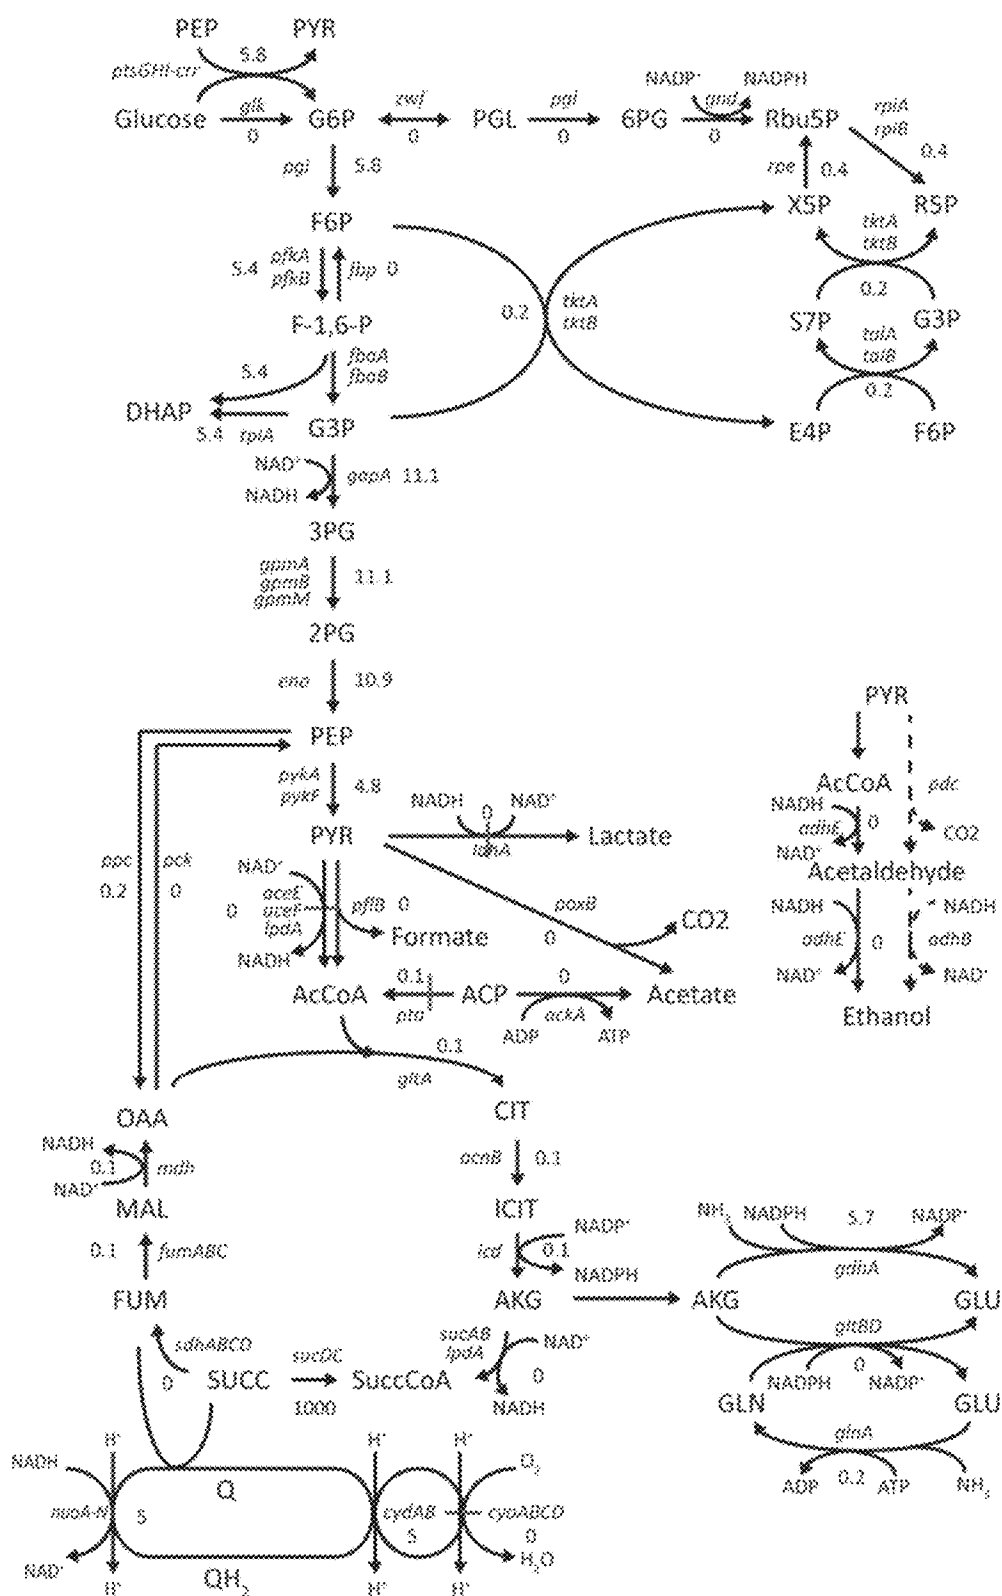 PEP PYR
5.8
ptsGHI-crr
Glucose glk 0 G6P zwf 0 PGL pgl 0 6PG gnd 0 Rbu5P
NADP⁺ NADPH
rpiA
rpiB
0.4
pgi 5.8
rpe 0.4
F6P X5P R5P
tktA
tktB
0.2
5.4 pfkA
pfkB
fbp 0
0.2 tktA
tktB
F-1,6-P S7P G3P
talA
talB
0.2
fbaA
fbaB
5.4
DHAP G3P E4P F6P
5.4 tpiA
NAD⁺
NADH
gapA 11.1
3PG
gpmA
gpmB
gpmM
11.1
2PG
eno 10.9
PEP
pykA
pykF
4.8
PYR
NADH 0 NAD⁺
ldhA
Lactate
ppc
0.2
pck
0
NAD⁺
0
aceE
aceF
lpdA
NADH
pflB 0
Formate
poxB
0
CO2
AcCoA 0.1 pta ACP 0 ackA Acetate
ADP ATP
PYR
AcCoA
pdc
NADH
adhE 0
NAD⁺
CO2
Acetaldehyde
NADH NADH
adhE 0 adhB
NAD⁺ NAD⁺
Ethanol
0.1
gltA
OAA CIT
NADH
0.1 mdh
NAD⁺
acnB 0.1
MAL ICIT
0.1 fumABC
NADP⁺
icd 0.1
NADPH
FUM AKG AKG GLU
NH₃ NADPH 5.7 NADP⁺
gdhA
gltBD
0
NADPH NADP⁺
GLN GLU
glnA
ADP 0.2 ATP NH₃
sdhABCD
0
SUCC sucDC 1000 SuccCoA
sucAB
lpdA
NAD⁺
0
NADH
H⁺ H⁺ H⁺
NADH Q O₂
nuoA-N 5 cydAB 5 cyoABCD 0
NAD⁺ QH₂ H₂O
H⁺ H⁺ H⁺